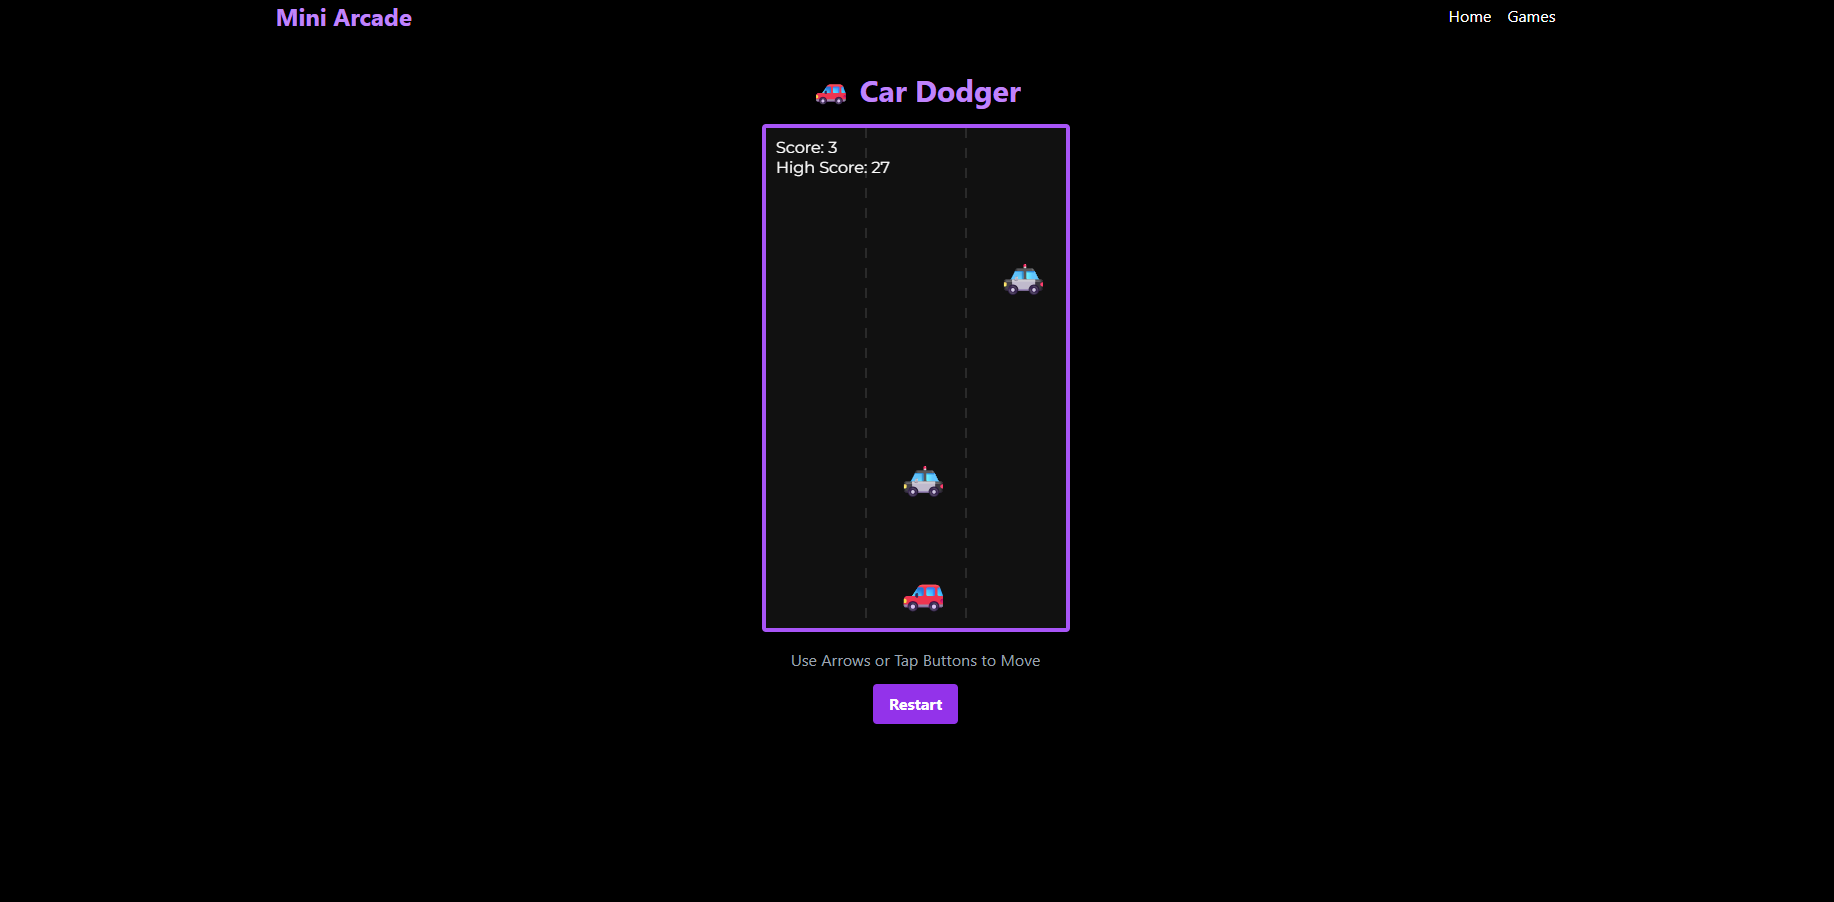 Mini Arcade
Home Games
Car Dodger
Score: 3
High Score: 27
Use Arrows or Tap Buttons to Move
Restart